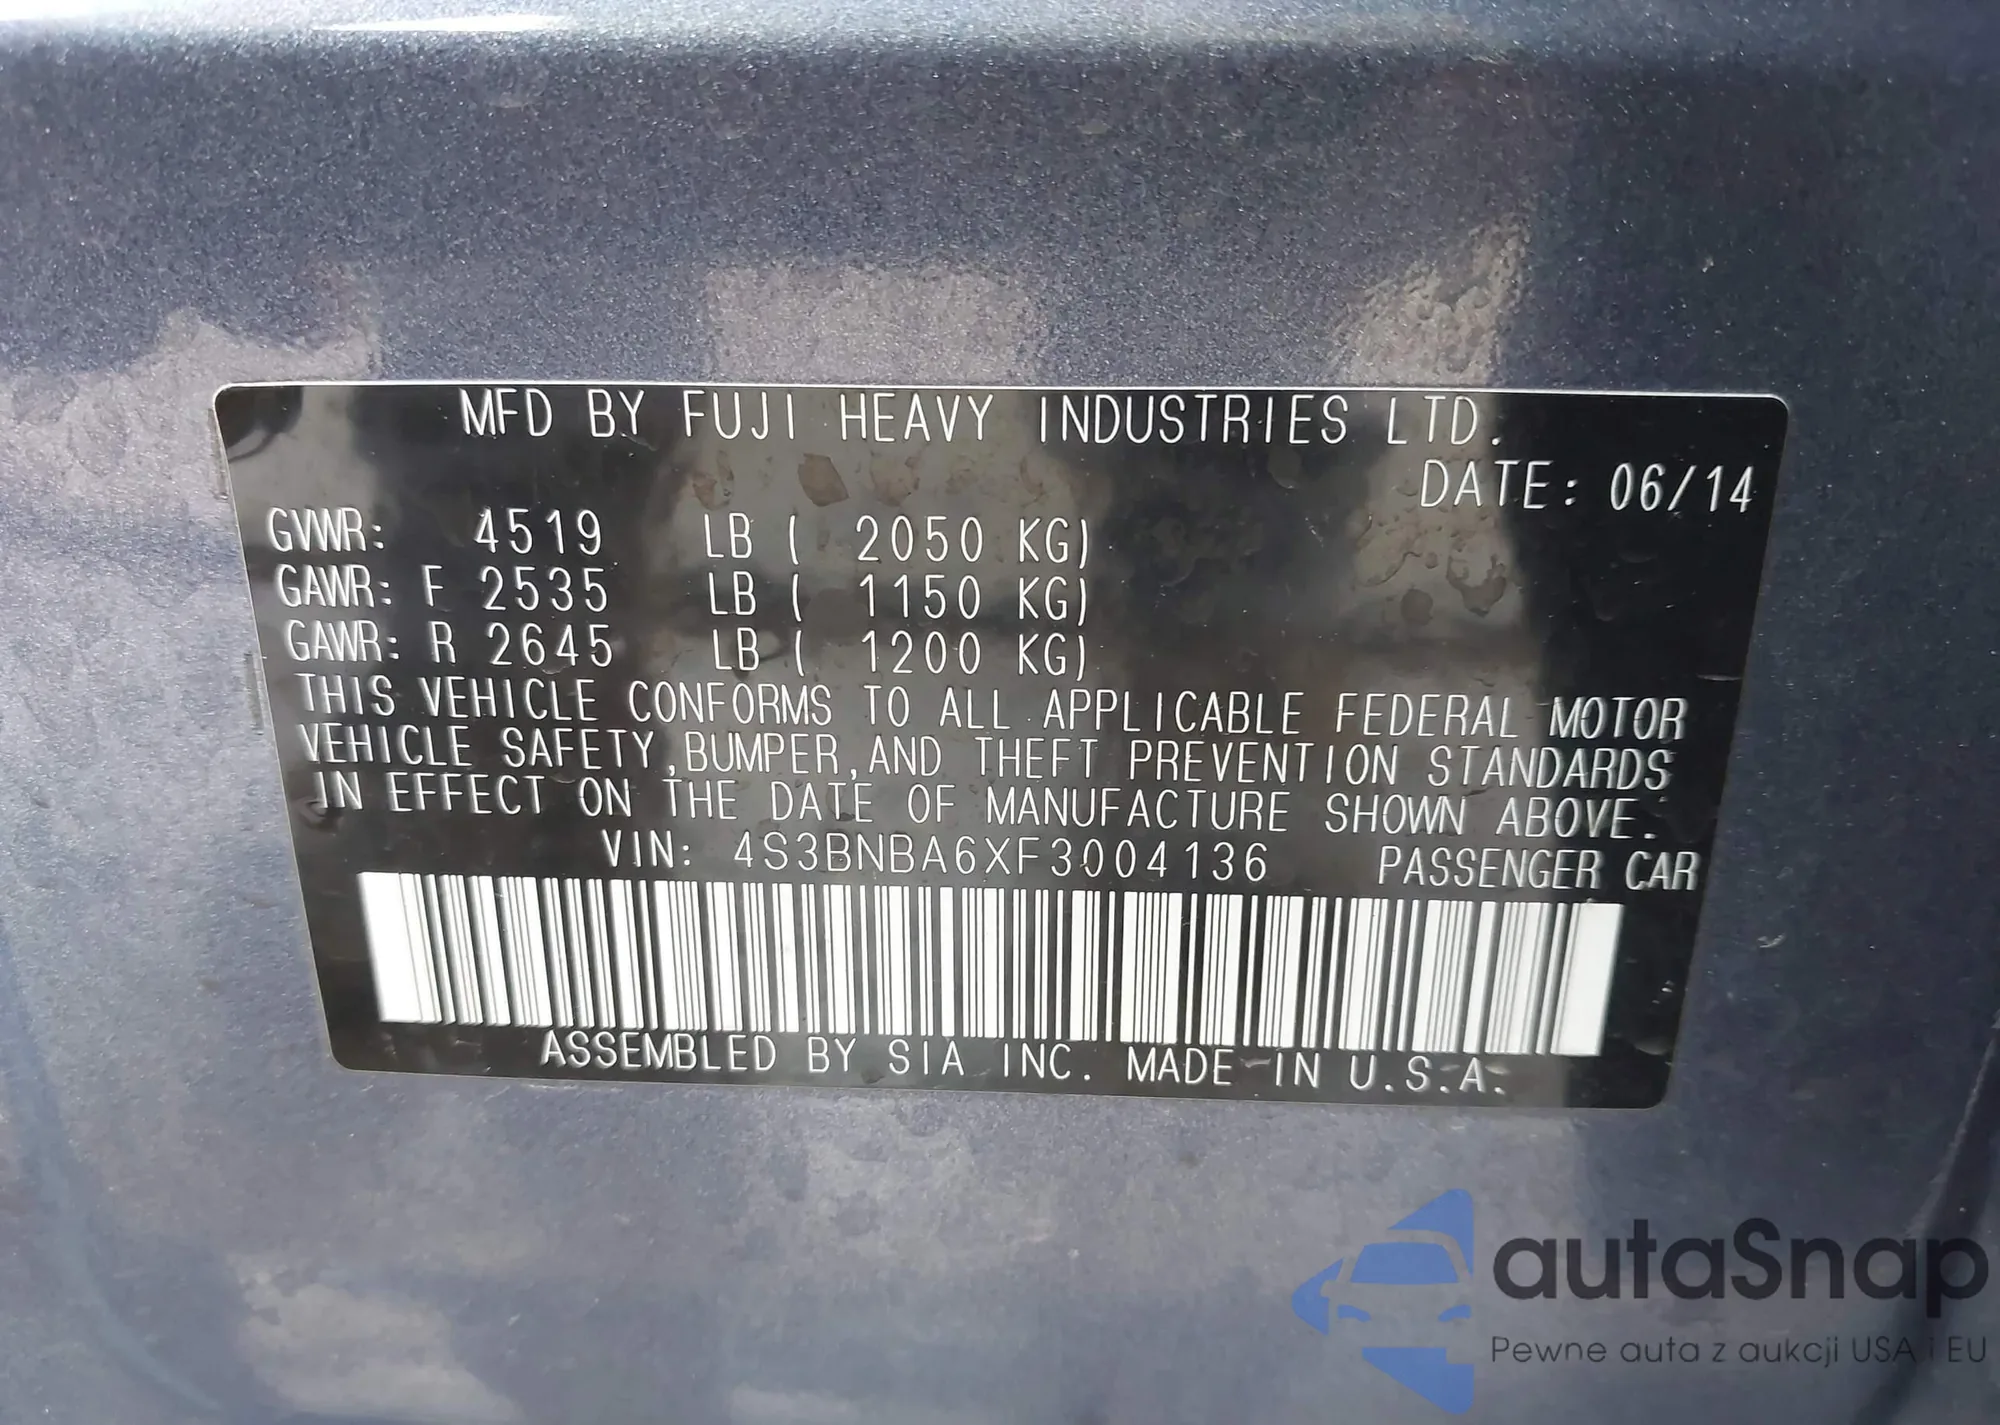 MFD BY FUJI HEAVY INDUSTRIES LTD.
DATE: 06/14
GVWR: 4519 LB ( 2050 KG)
GAWR: F 2535 LB ( 1150 KG)
GAWR: R 2645 LB ( 1200 KG)
THIS VEHICLE CONFORMS TO ALL APPLICABLE FEDERAL MOTOR
VEHICLE SAFETY,BUMPER,AND THEFT PREVENTION STANDARDS
IN EFFECT ON THE DATE OF MANUFACTURE SHOWN ABOVE.
VIN: 4S3BNBA6XF3004136 PASSENGER CAR
ASSEMBLED BY SIA INC. MADE IN U.S.A.
autaSnap
Pewne auta z aukcji USA i EU